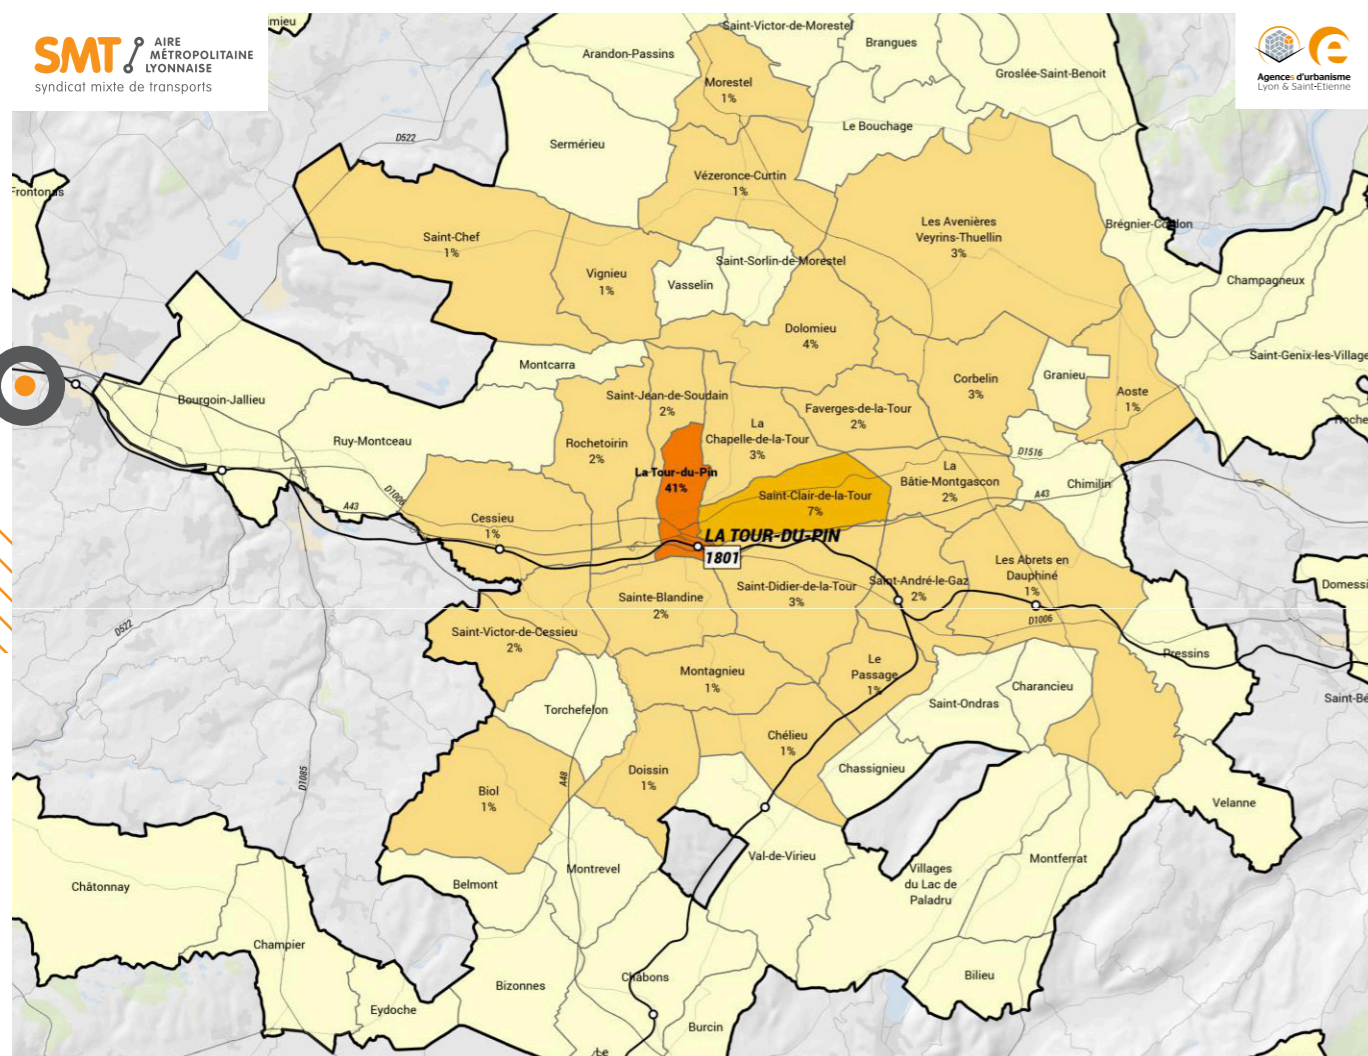 SMT
AIRE
MÉTROPOLITAINE
LYONNAISE
syndicat mixte de transports
Agences d'urbanisme
Lyon & Saint-Etienne
Saint-Victor-de-Morestel
Arandon-Passins
Brangues
Groslée-Saint-Benoit
Morestel
1%
Le Bouchage
D522
Sermérieu
Vézeronce-Curtin
1%
Frontonas
Les Avenières
Veyrins-Thuellin
3%
Brégnier-Cordon
Saint-Chef
1%
Vignieu
1%
Saint-Sorlin-de-Morestel
Vasselin
Champagneux
Dolomieu
4%
Saint-Genix-les-Village
Montcarra
Granieu
Corbelin
3%
Aoste
1%
Bourgoin-Jallieu
Saint-Jean-de-Soudain
2%
Faverges-de-la-Tour
2%
Ruy-Montceau
Rochetoirin
2%
La
Chapelle-de-la-Tour
3%
D1516
La Tour-du-Pin
41%
La
Bâtie-Montgascon
2%
Chimilin
D1006
A43
Saint-Clair-de-la-Tour
7%
A43
Cessieu
1%
LA TOUR-DU-PIN
1801
Les Abrets en
Dauphiné
1%
Saint-Didier-de-la-Tour
3%
Saint-André-le-Gaz
2%
Sainte-Blandine
2%
D1006
D522
Saint-Victor-de-Cessieu
2%
Pressins
Montagnieu
1%
Le
Passage
1%
Charancieu
Saint-Ondras
Torchefelon
Chélieu
1%
Chassignieu
Doissin
1%
D1085
A48
Biol
1%
Velanne
Val-de-Virieu
Montferrat
Montrevel
Villages
du Lac de
Paladru
Belmont
Châtonnay
Champier
Bilieu
Châbons
Bizonnes
Eydoche
Burcin
Le